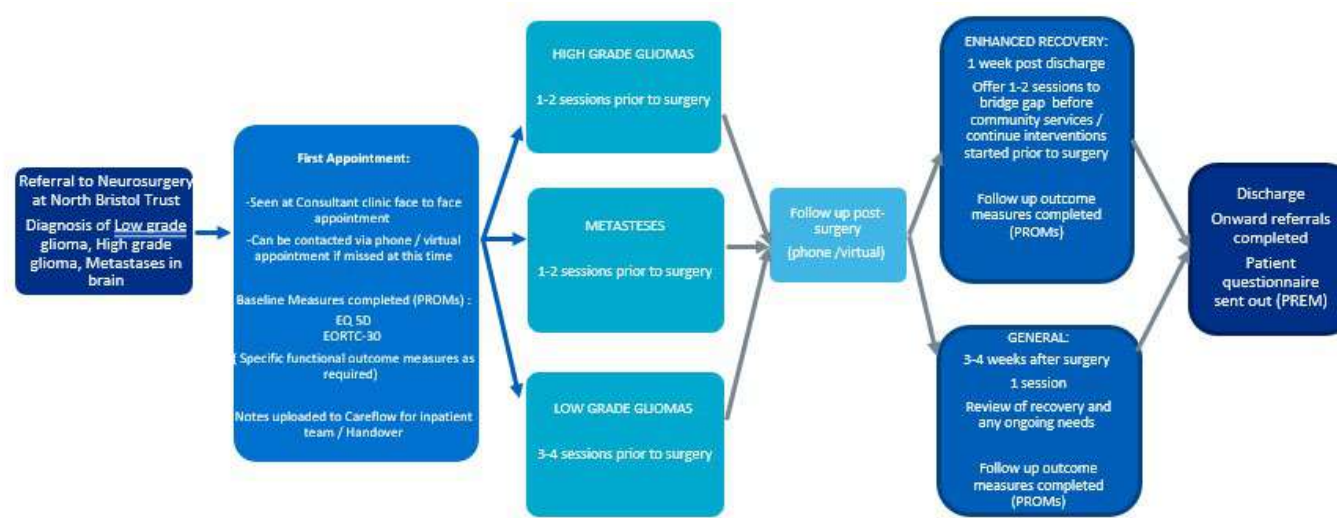 Referral to Neurosurgery
at North Bristol Trust
Diagnosis of Low grade
glioma, High grade
glioma, Metastases in
brain
First Appointment:
-Seen at Consultant clinic face to face
appointment
-Can be contacted via phone / virtual
appointment if missed at this time
Baseline Measures completed (PROMs) :
EQ 5D
EORTC-30
( Specific functional outcome measures as
required)
Notes uploaded to Careflow for inpatient
team / Handover
HIGH GRADE GLIOMAS
1-2 sessions prior to surgery
METASTESES
1-2 sessions prior to surgery
LOW GRADE GLIOMAS
3-4 sessions prior to surgery
Follow up post-
surgery
(phone /virtual)
ENHANCED RECOVERY:
1 week post discharge
Offer 1-2 sessions to
bridge gap before
community services /
continue interventions
started prior to surgery
Follow up outcome
measures completed
(PROMs)
GENERAL:
3-4 weeks after surgery
1 session
Review of recovery and
any ongoing needs
Follow up outcome
measures completed
(PROMs)
Discharge
Onward referrals
completed
Patient
questionnaire
sent out (PREM)